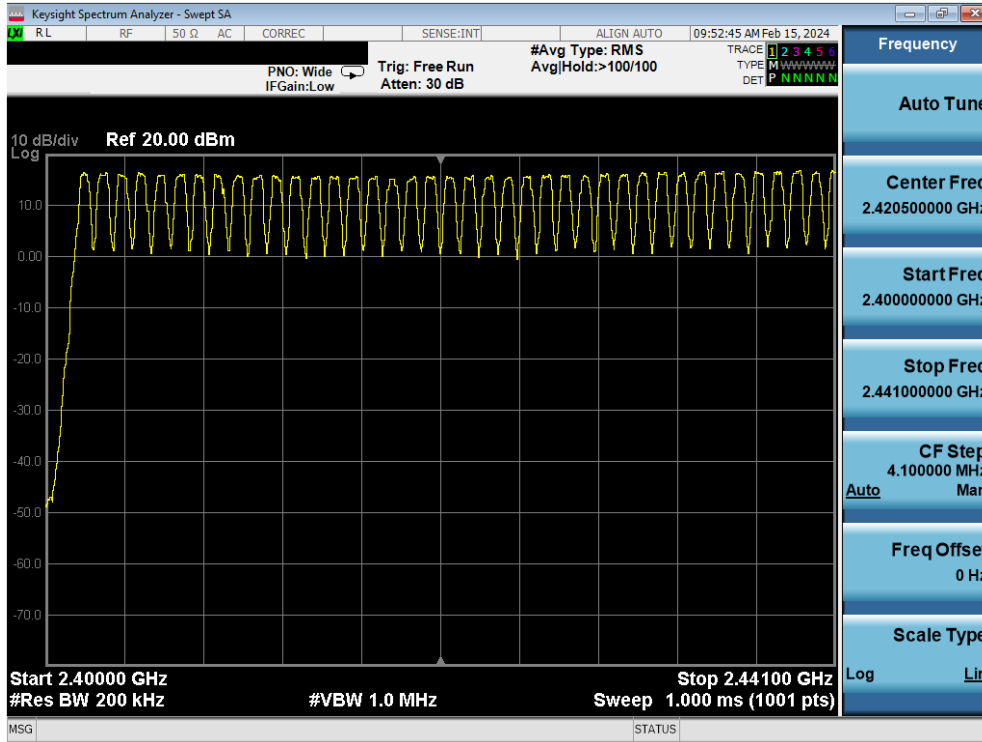 Keysight Spectrum Analyzer - Swept SA
LXI RL RF 50 Ω AC CORREC SENSE:INT ALIGN AUTO 09:52:45 AM Feb 15, 2024
PNO: Wide
IFGain:Low
Trig: Free Run
Atten: 30 dB
#Avg Type: RMS
Avg|Hold:>100/100
TRACE 1 2 3 4 5 6
TYPE M WWWWW
DET P N N N N N
10 dB/div
Log
Ref 20.00 dBm
10.0
0.00
-10.0
-20.0
-30.0
-40.0
-50.0
-60.0
-70.0
Start 2.40000 GHz
Stop 2.44100 GHz
#Res BW 200 kHz
#VBW 1.0 MHz
Sweep 1.000 ms (1001 pts)
MSG
STATUS
Frequency
Auto Tune
Center Freq
2.420500000 GHz
Start Freq
2.400000000 GHz
Stop Freq
2.441000000 GHz
CF Step
4.100000 MHz
Auto Man
Freq Offset
0 Hz
Scale Type
Log Lin